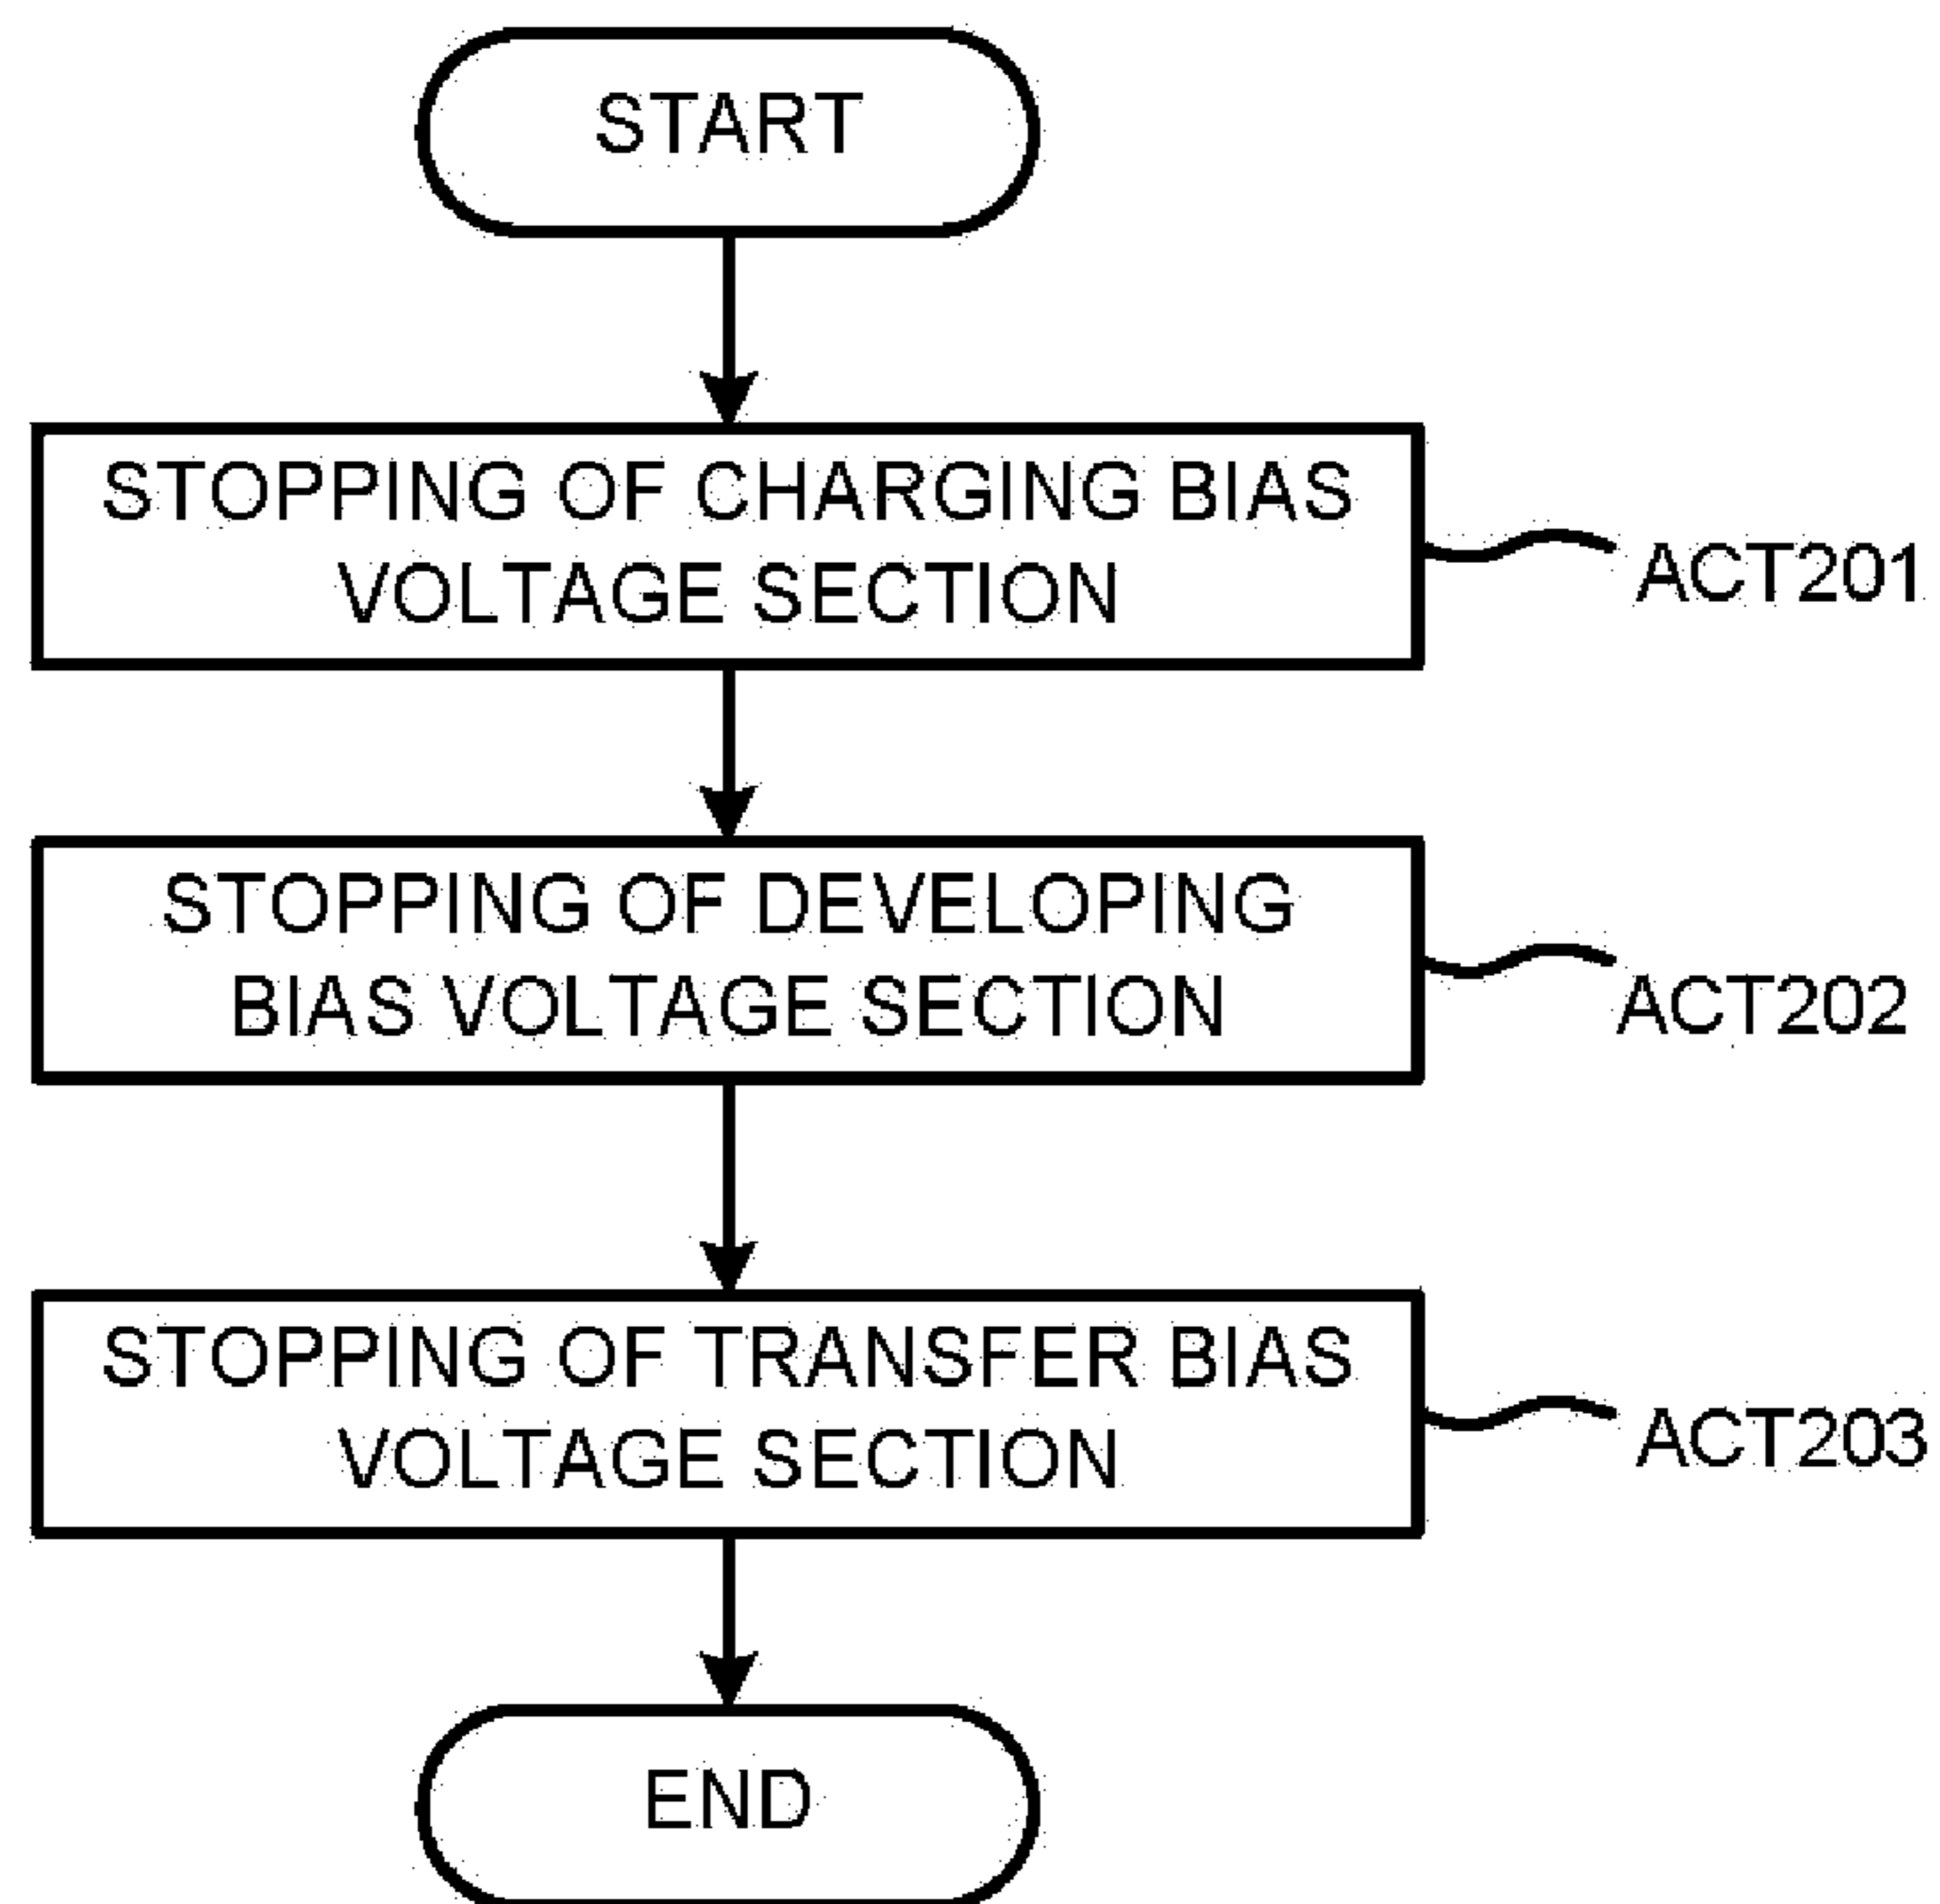 START
STOPPING OF CHARGING BIAS
VOLTAGE SECTION
ACT201
STOPPING OF DEVELOPING
BIAS VOLTAGE SECTION
ACT202
STOPPING OF TRANSFER BIAS
VOLTAGE SECTION
ACT203
END